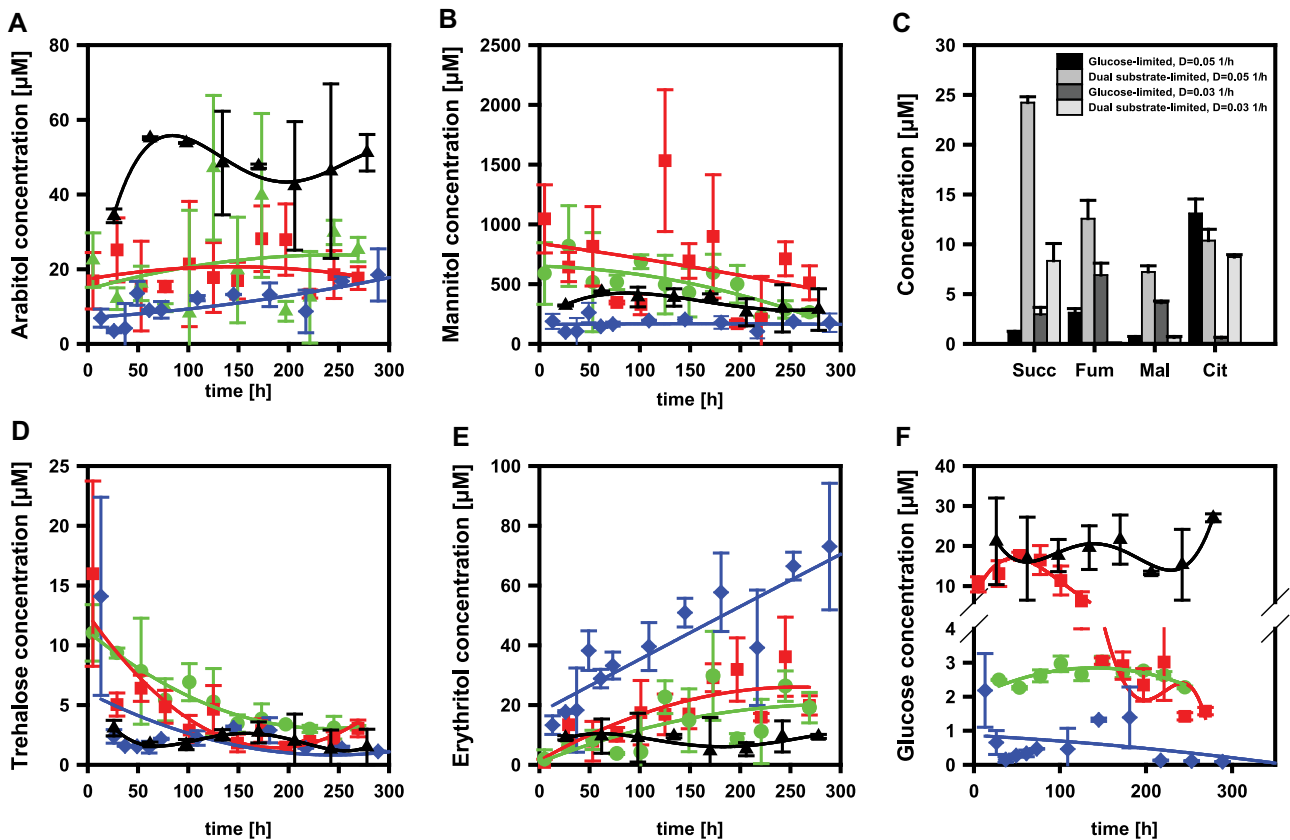 A
Arabitol concentration [µM]
80
60
40
20
0
0 50 100 150 200 250 300
time [h]
B
Mannitol concentration [µM]
2500
2000
1500
1000
500
0
0 50 100 150 200 250 300
time [h]
C
Concentration [µM]
30
25
20
15
10
5
0
Glucose-limited, D=0.05 1/h
Dual substrate-limited, D=0.05 1/h
Glucose-limited, D=0.03 1/h
Dual substrate-limited, D=0.03 1/h
Succ Fum Mal Cit
D
Trehalose concentration [µM]
25
20
15
10
5
0
0 50 100 150 200 250 300
time [h]
E
Erythritol concentration [µM]
100
80
60
40
20
0
0 50 100 150 200 250 300
time [h]
F
Glucose concentration [µM]
40
30
20
10
4
3
2
1
0
0 100 200 300
time [h]